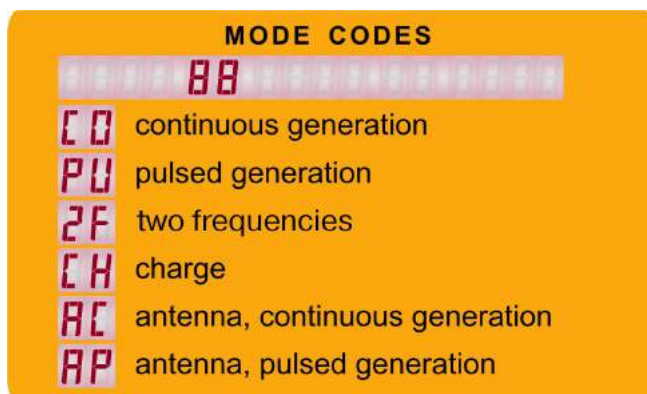 MODE CODES
88
CO continuous generation
PU pulsed generation
2F two frequencies
CH charge
AC antenna, continuous generation
AP antenna, pulsed generation